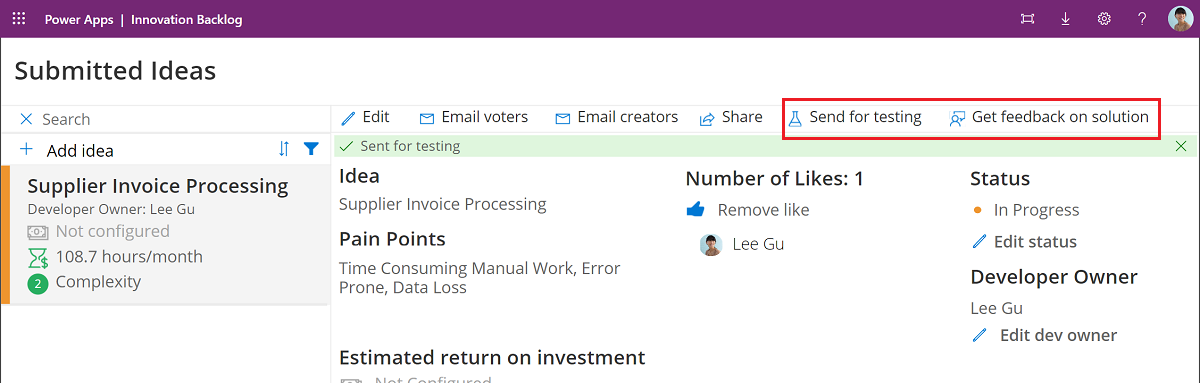 Power Apps | Innovation Backlog
Submitted Ideas
Search
Edit Email voters Email creators Share Send for testing Get feedback on solution
Add idea
Sent for testing
Supplier Invoice Processing
Developer Owner: Lee Gu
Not configured
108.7 hours/month
2 Complexity
Idea
Supplier Invoice Processing
Pain Points
Time Consuming Manual Work, Error
Prone, Data Loss
Estimated return on investment
Not Configured
Number of Likes: 1
Remove like
Lee Gu
Status
In Progress
Edit status
Developer Owner
Lee Gu
Edit dev owner